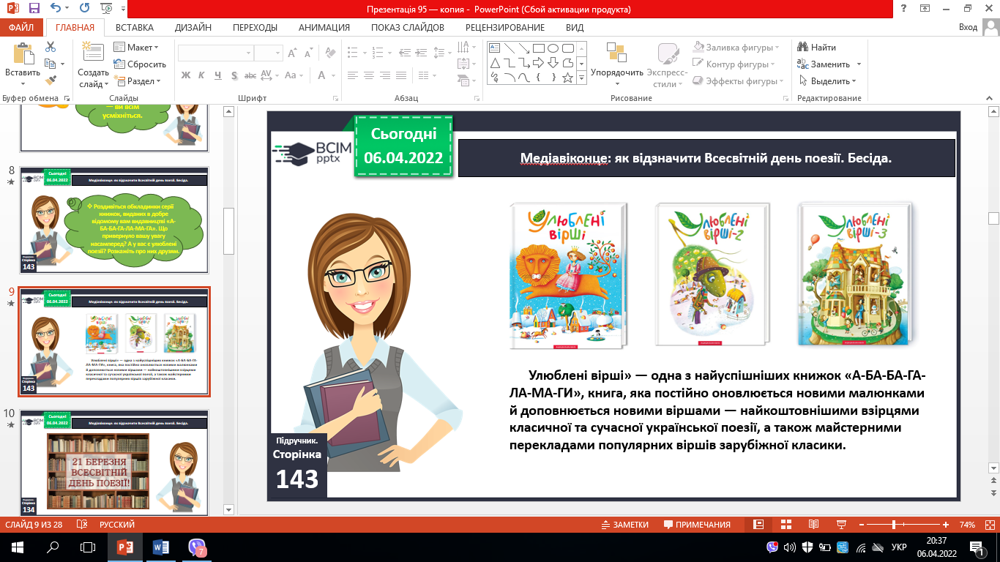 Презентація 95 — копия - PowerPoint (Сбой активации продукта)
ФАЙЛ ГЛАВНАЯ ВСТАВКА ДИЗАЙН ПЕРЕХОДЫ АНИМАЦИЯ ПОКАЗ СЛАЙДОВ РЕЦЕНЗИРОВАНИЕ ВИД Вход
Вставить
Буфер обмена
Создать слайд
Макет
Сбросить
Раздел
Слайды
Ж К Ч S abc AV Aa A
Шрифт
Абзац
Упорядочить
Экспресс-стили
Заливка фигуры
Контур фигуры
Эффекты фигуры
Рисование
Найти
Заменить
Выделить
Редактирование
— ви всім
усміхніться.
8
Сьогодні
06.04.2022
Медіавіконце: як відзначити Всесвітній день поезії. Бесіда.
Роздивіться обкладинки серії
книжок, виданих в добре
відомому вам видавництві «А-
БА-БА-ГА-ЛА-МА-ГА». Що
привернуло вашу увагу
насамперед? А у вас є улюблені
поезії? Розкажіть про них друзям.
Підручник.
Сторінка
143
9
Сьогодні
06.04.2022
Медіавіконце: як відзначити Всесвітній день поезії. Бесіда.
Улюблені вірші» — одна з найуспішніших книжок «А-БА-БА-ГА-
ЛА-МА-ГИ», книга, яка постійно оновлюється новими малюнками
й доповнюється новими віршами — найкоштовнішими взірцями
класичної та сучасної української поезії, а також майстерними
перекладами популярних віршів зарубіжної класики.
Підручник.
Сторінка
143
10
Сьогодні
06.04.2022
Медіавіконце: як відзначити Всесвітній день поезії. Бесіда.
21 БЕРЕЗНЯ
ВСЕСВІТНІЙ
ДЕНЬ ПОЕЗІЇ!
Підручник.
Сторінка
134
ВСІМ
pptx
Сьогодні
06.04.2022
Медіавіконце: як відзначити Всесвітній день поезії. Бесіда.
Улюблені
вірші
Улюблені
вірші-2
Улюблені
вірші-3
Улюблені вірші» — одна з найуспішніших книжок «А-БА-БА-ГА-
ЛА-МА-ГИ», книга, яка постійно оновлюється новими малюнками
й доповнюється новими віршами — найкоштовнішими взірцями
класичної та сучасної української поезії, а також майстерними
перекладами популярних віршів зарубіжної класики.
Підручник.
Сторінка
143
СЛАЙД 9 ИЗ 28 РУССКИЙ ЗАМЕТКИ ПРИМЕЧАНИЯ 74%
7
УКР
20:37
06.04.2022
1